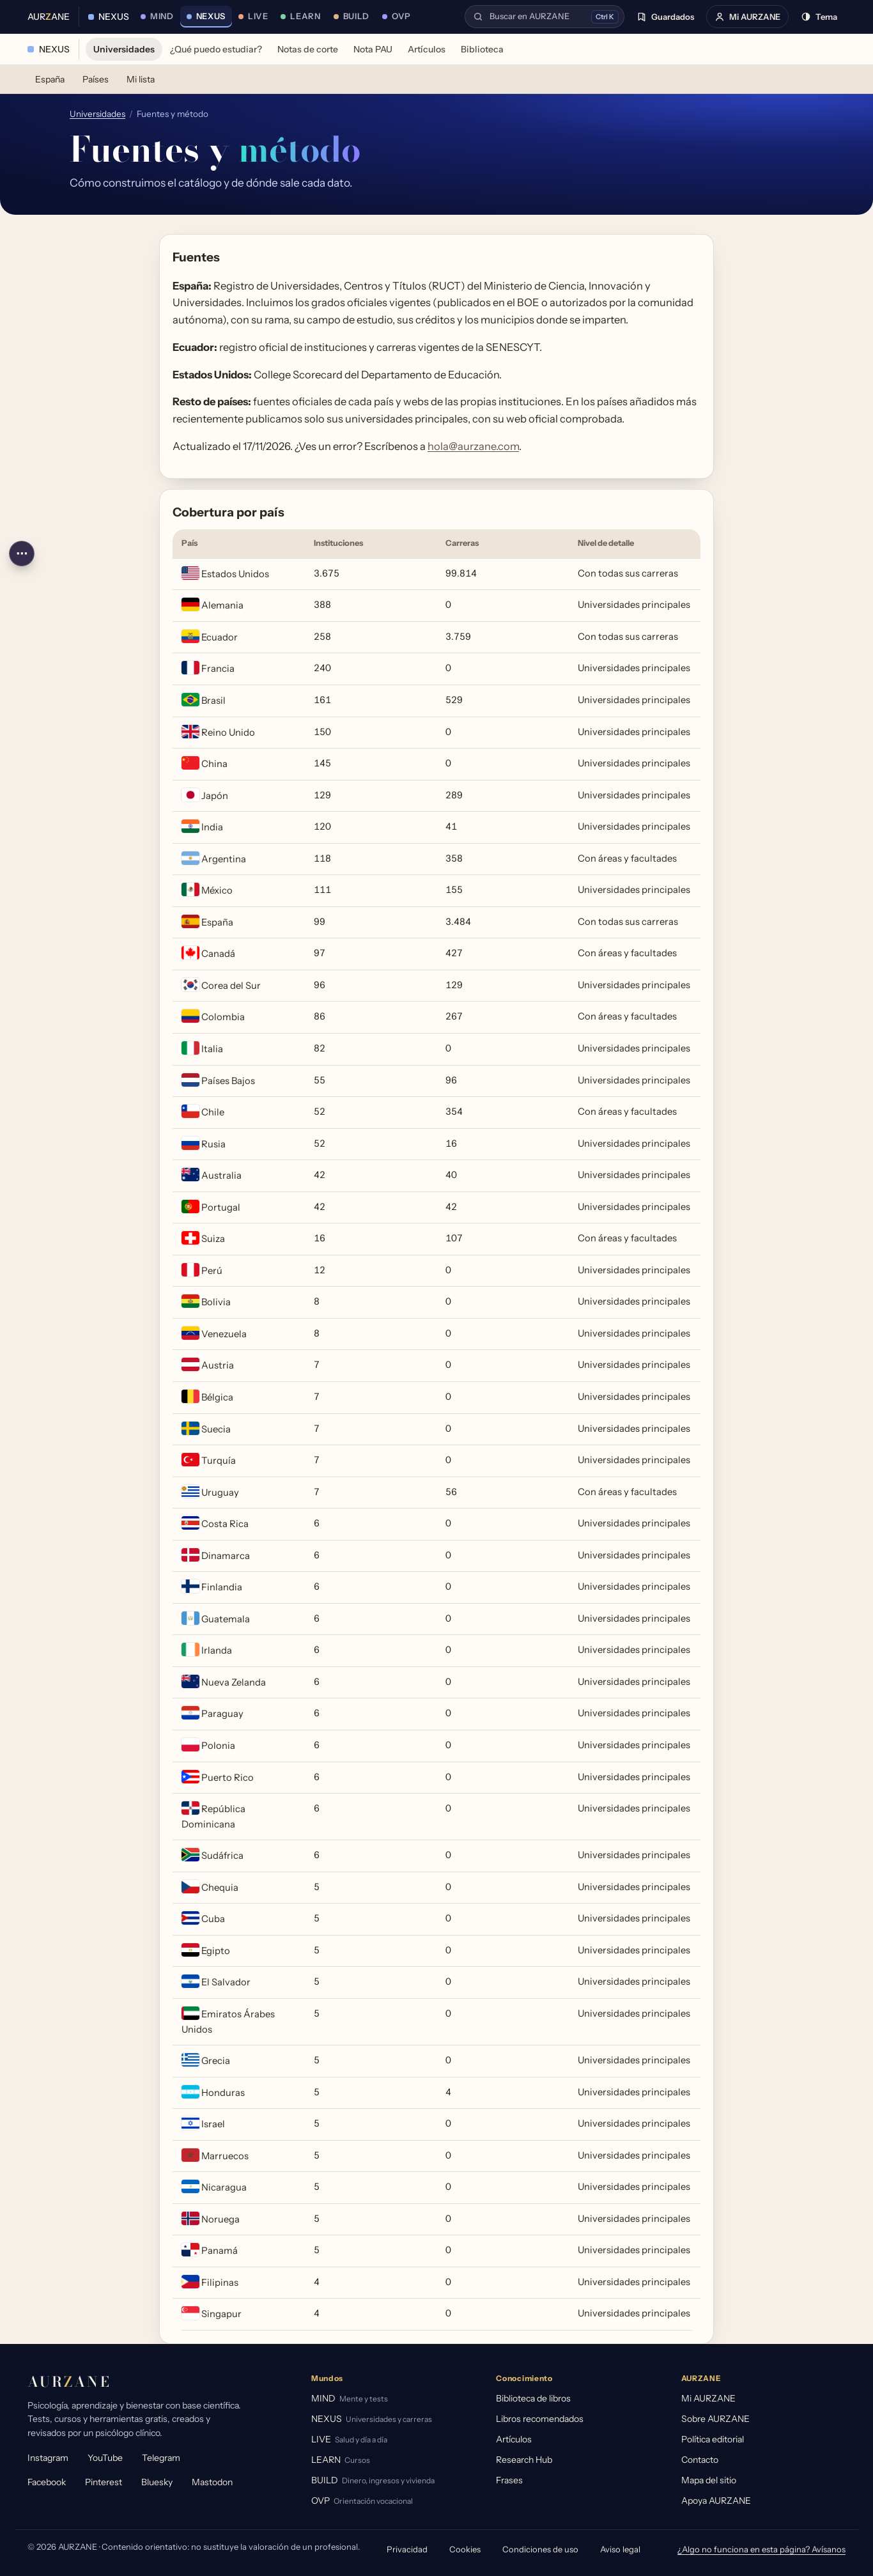 AURZANE NEXUS MIND NEXUS LIVE LEARN BUILD OVP Buscar en AURZANE Ctrl K Guardados Mi AURZANE Tema
NEXUS Universidades ¿Qué puedo estudiar? Notas de corte Nota PAU Artículos Biblioteca
España Países Mi lista
Universidades / Fuentes y método
Fuentes y método
Cómo construimos el catálogo y de dónde sale cada dato.
Fuentes
España: Registro de Universidades, Centros y Títulos (RUCT) del Ministerio de Ciencia, Innovación y
Universidades. Incluimos los grados oficiales vigentes (publicados en el BOE o autorizados por la comunidad
autónoma), con su rama, su campo de estudio, sus créditos y los municipios donde se imparten.
Ecuador: registro oficial de instituciones y carreras vigentes de la SENESCYT.
Estados Unidos: College Scorecard del Departamento de Educación.
Resto de países: fuentes oficiales de cada país y webs de las propias instituciones. En los países añadidos más
recientemente publicamos solo sus universidades principales, con su web oficial comprobada.
Actualizado el 17/11/2026. ¿Ves un error? Escríbenos a hola@aurzane.com.
Cobertura por país
País Instituciones Carreras Nivel de detalle
Estados Unidos 3.675 99.814 Con todas sus carreras
Alemania 388 0 Universidades principales
Ecuador 258 3.759 Con todas sus carreras
Francia 240 0 Universidades principales
Brasil 161 529 Universidades principales
Reino Unido 150 0 Universidades principales
China 145 0 Universidades principales
Japón 129 289 Universidades principales
India 120 41 Universidades principales
Argentina 118 358 Con áreas y facultades
México 111 155 Universidades principales
España 99 3.484 Con todas sus carreras
Canadá 97 427 Con áreas y facultades
Corea del Sur 96 129 Universidades principales
Colombia 86 267 Con áreas y facultades
Italia 82 0 Universidades principales
Países Bajos 55 96 Universidades principales
Chile 52 354 Con áreas y facultades
Rusia 52 16 Universidades principales
Australia 42 40 Universidades principales
Portugal 42 42 Universidades principales
Suiza 16 107 Con áreas y facultades
Perú 12 0 Universidades principales
Bolivia 8 0 Universidades principales
Venezuela 8 0 Universidades principales
Austria 7 0 Universidades principales
Bélgica 7 0 Universidades principales
Suecia 7 0 Universidades principales
Turquía 7 0 Universidades principales
Uruguay 7 56 Con áreas y facultades
Costa Rica 6 0 Universidades principales
Dinamarca 6 0 Universidades principales
Finlandia 6 0 Universidades principales
Guatemala 6 0 Universidades principales
Irlanda 6 0 Universidades principales
Nueva Zelanda 6 0 Universidades principales
Paraguay 6 0 Universidades principales
Polonia 6 0 Universidades principales
Puerto Rico 6 0 Universidades principales
República 6 0 Universidades principales
Dominicana
Sudáfrica 6 0 Universidades principales
Chequia 5 0 Universidades principales
Cuba 5 0 Universidades principales
Egipto 5 0 Universidades principales
El Salvador 5 0 Universidades principales
Emiratos Árabes 5 0 Universidades principales
Unidos
Grecia 5 0 Universidades principales
Honduras 5 4 Universidades principales
Israel 5 0 Universidades principales
Marruecos 5 0 Universidades principales
Nicaragua 5 0 Universidades principales
Noruega 5 0 Universidades principales
Panamá 5 0 Universidades principales
Filipinas 4 0 Universidades principales
Singapur 4 0 Universidades principales
AURZANE
Psicología, aprendizaje y bienestar con base científica.
Tests, cursos y herramientas gratis, creados y
revisados por un psicólogo clínico.
Instagram YouTube Telegram
Facebook Pinterest Bluesky Mastodon
Mundos
MIND Mente y tests
NEXUS Universidades y carreras
LIVE Salud y día a día
LEARN Cursos
BUILD Dinero, ingresos y vivienda
OVP Orientación vocacional
Conocimiento
Biblioteca de libros
Libros recomendados
Artículos
Research Hub
Frases
AURZANE
Mi AURZANE
Sobre AURZANE
Política editorial
Contacto
Mapa del sitio
Apoya AURZANE
© 2026 AURZANE · Contenido orientativo: no sustituye la valoración de un profesional. Privacidad Cookies Condiciones de uso Aviso legal ¿Algo no funciona en esta página? Avísanos